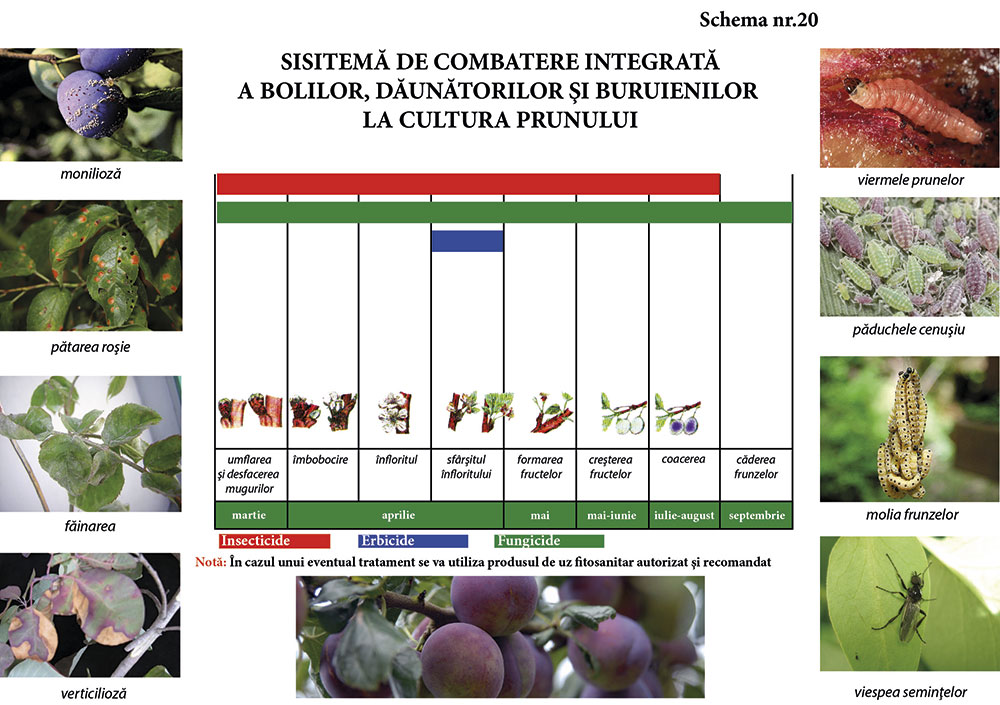 Schema nr.20
SISITEMĂ DE COMBATERE INTEGRATĂ
A BOLILOR, DĂUNĂTORILOR ŞI BURUIENILOR
LA CULTURA PRUNULUI
monilioză
pătarea roşie
făinarea
verticilioză
viermele prunelor
păduchele cenuşiu
molia frunzelor
viespea seminţelor
umflarea
şi desfacerea
mugurilor
îmbobocire
înfloritul
sfârşitul
înfloritului
formarea
fructelor
creşterea
fructelor
coacerea
căderea
frunzelor
martie
aprilie
mai
mai-iunie
iulie-august
septembrie
Insecticide
Erbicide
Fungicide
Notă: În cazul unui eventual tratament se va utiliza produsul de uz fitosanitar autorizat şi recomandat